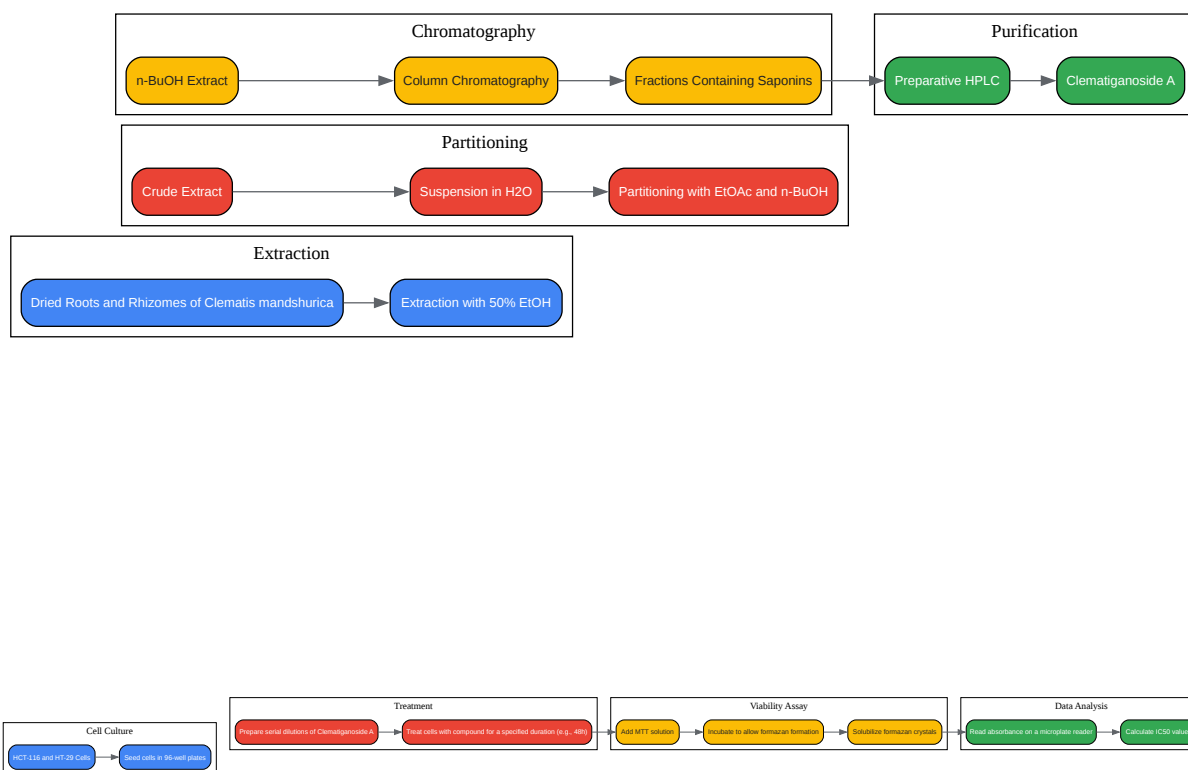 Chromatography
n-BuOH Extract
Column Chromatography
Fractions Containing Saponins
Purification
Preparative HPLC
Clematiganoside A
Partitioning
Crude Extract
Suspension in H2O
Partitioning with EtOAc and n-BuOH
Extraction
Dried Roots and Rhizomes of Clematis mandshurica
Extraction with 50% EtOH
Cell Culture
HCT-116 and HT-29 Cells
Seed cells in 96-well plates
Treatment
Prepare serial dilutions of Clematiganoside A
Treat cells with compound for a specified duration (e.g., 48h)
Viability Assay
Add MTT solution
Incubate to allow formazan formation
Solubilize formazan crystals
Data Analysis
Read absorbance on a microplate reader
Calculate IC50 value